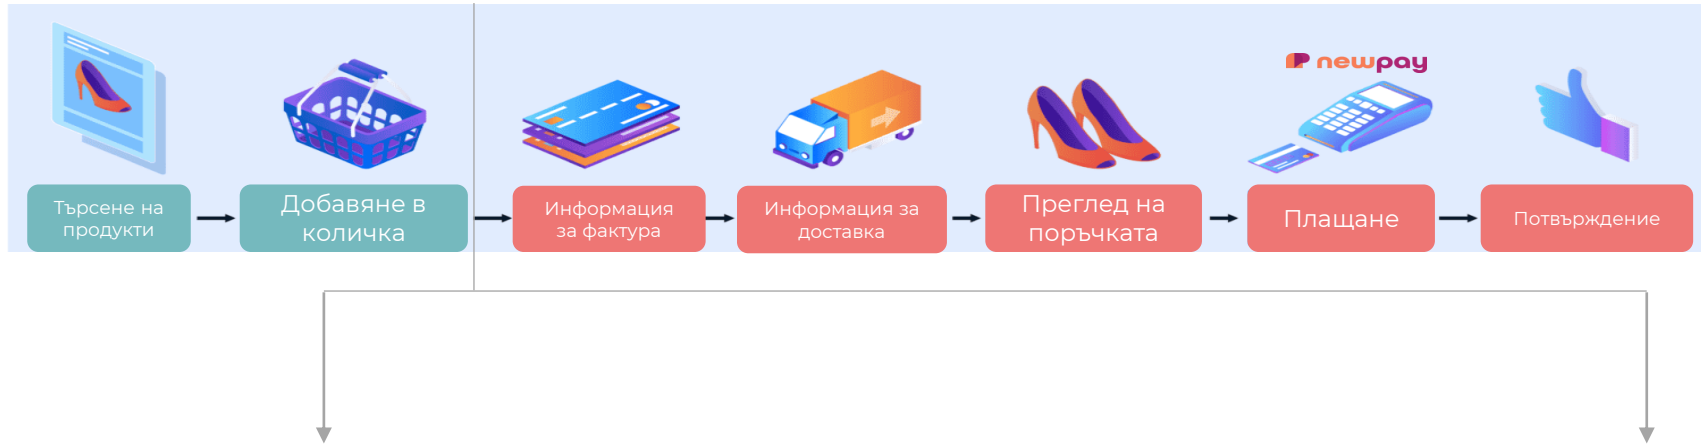 newpay
Търсене на
продукти
Добавяне в
количка
Информация
за фактура
Информация за
доставка
Преглед на
поръчката
Плащане
Потвърждение